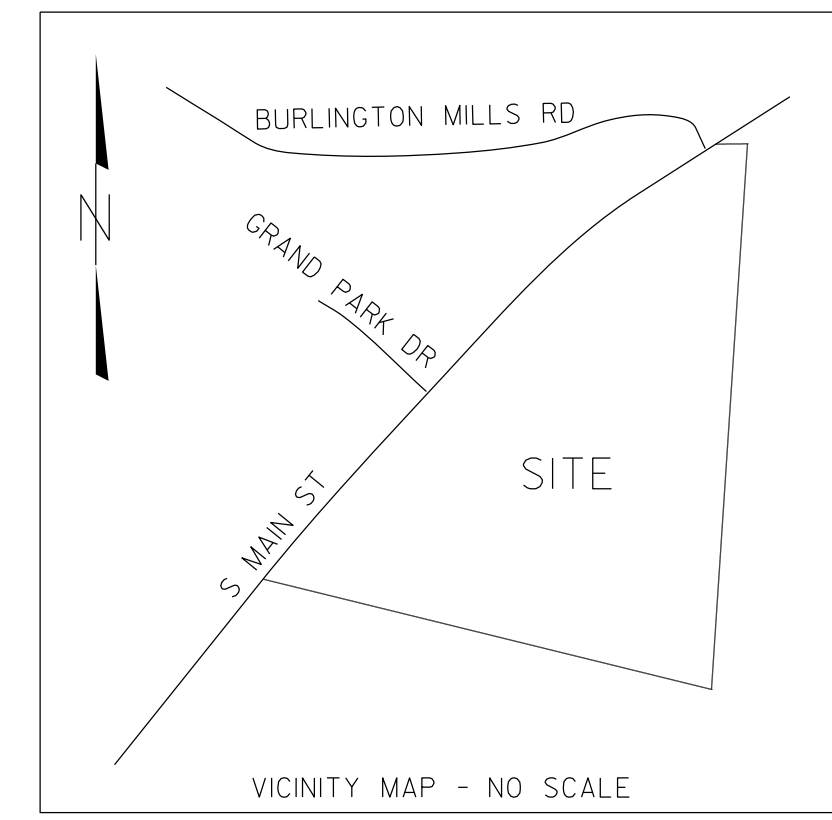 BURLINGTON MILLS RD
N
GRAND PARK DR
SITE
S MAIN ST
VICINITY MAP - NO SCALE